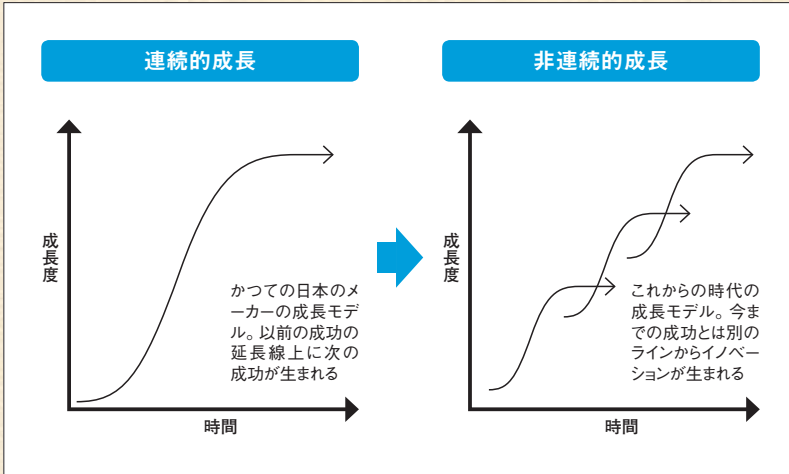 連続的成長
成長度
かつての日本のメ
ーカーの成長モデ
ル。以前の成功の
延長線上に次の
成功が生まれる
時間
非連続的成長
成長度
これからの時代の
成長モデル。今ま
での成功とは別の
ラインからイノベー
ションが生まれる
時間